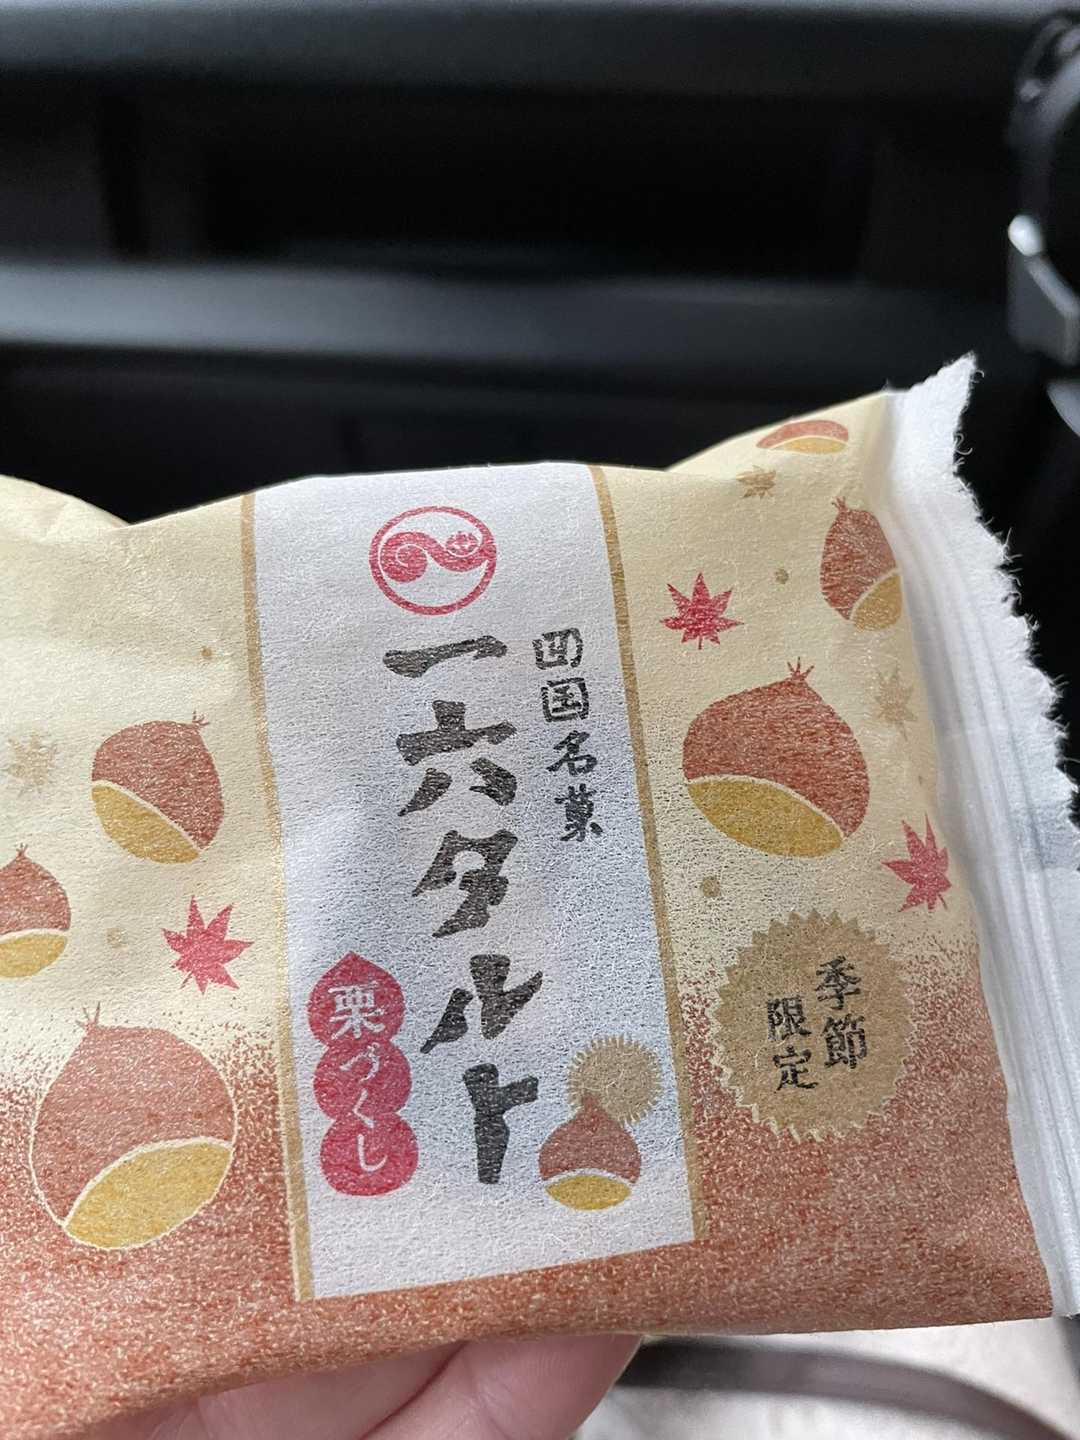 四国名菓
一六タルト
栗づくし
季節
限定